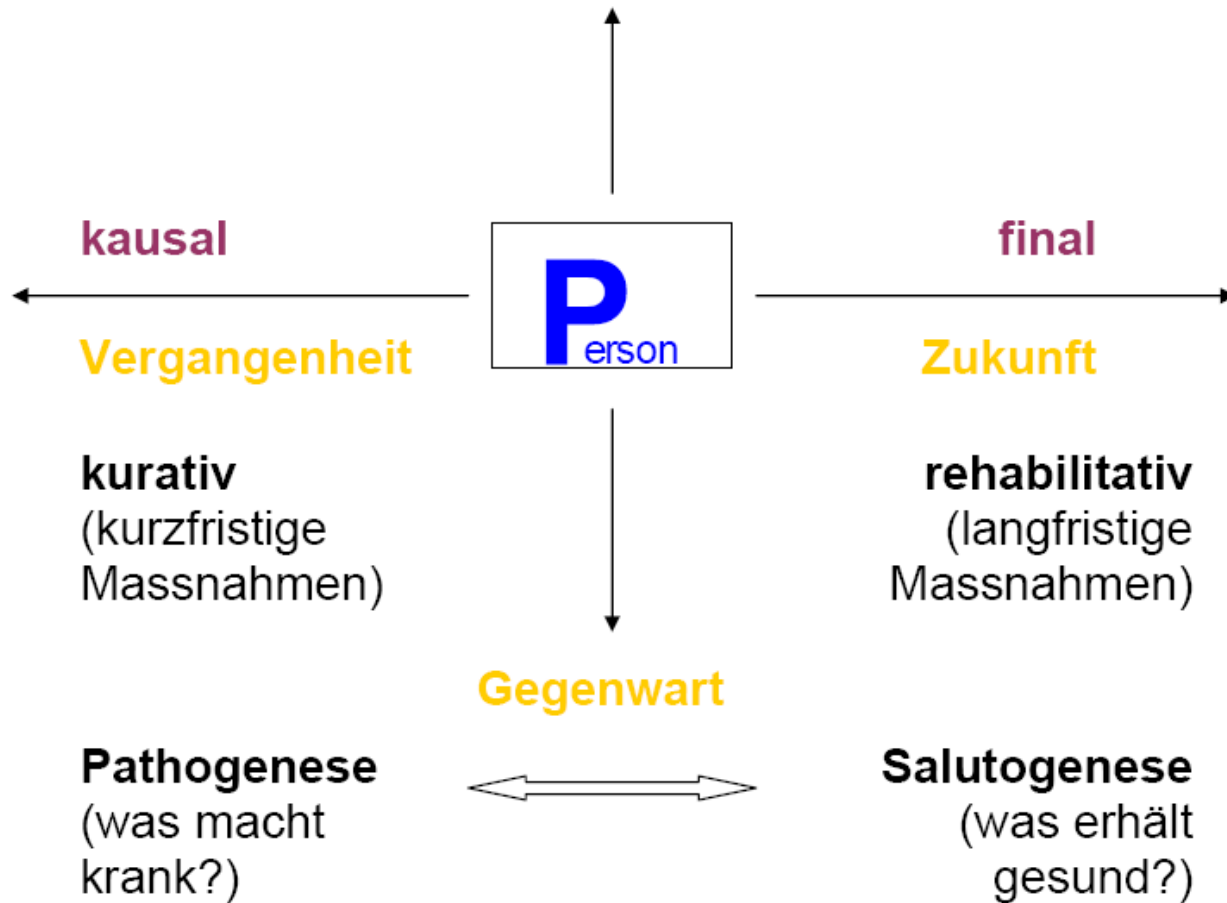 kausal
final
Person
Vergangenheit
Zukunft
kurativ
(kurzfristige
Massnahmen)
rehabilitativ
(langfristige
Massnahmen)
Gegenwart
Pathogenese
(was macht
krank?)
Salutogenese
(was erhält
gesund?)